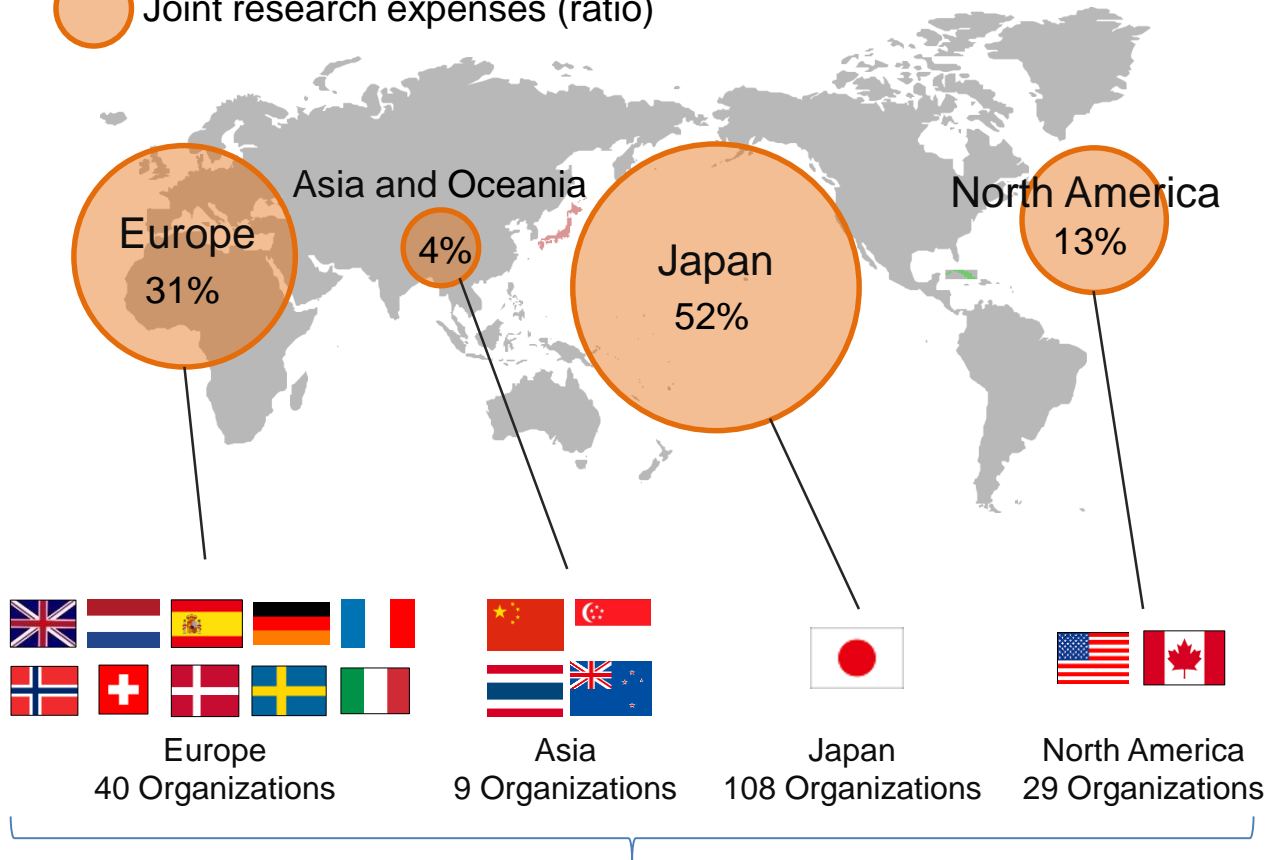 Joint research expenses (ratio)
Asia and Oceania
North America
Europe
4%
13%
31%
Japan
52%
Europe
40 Organizations
Asia
9 Organizations
Japan
108 Organizations
North America
29 Organizations